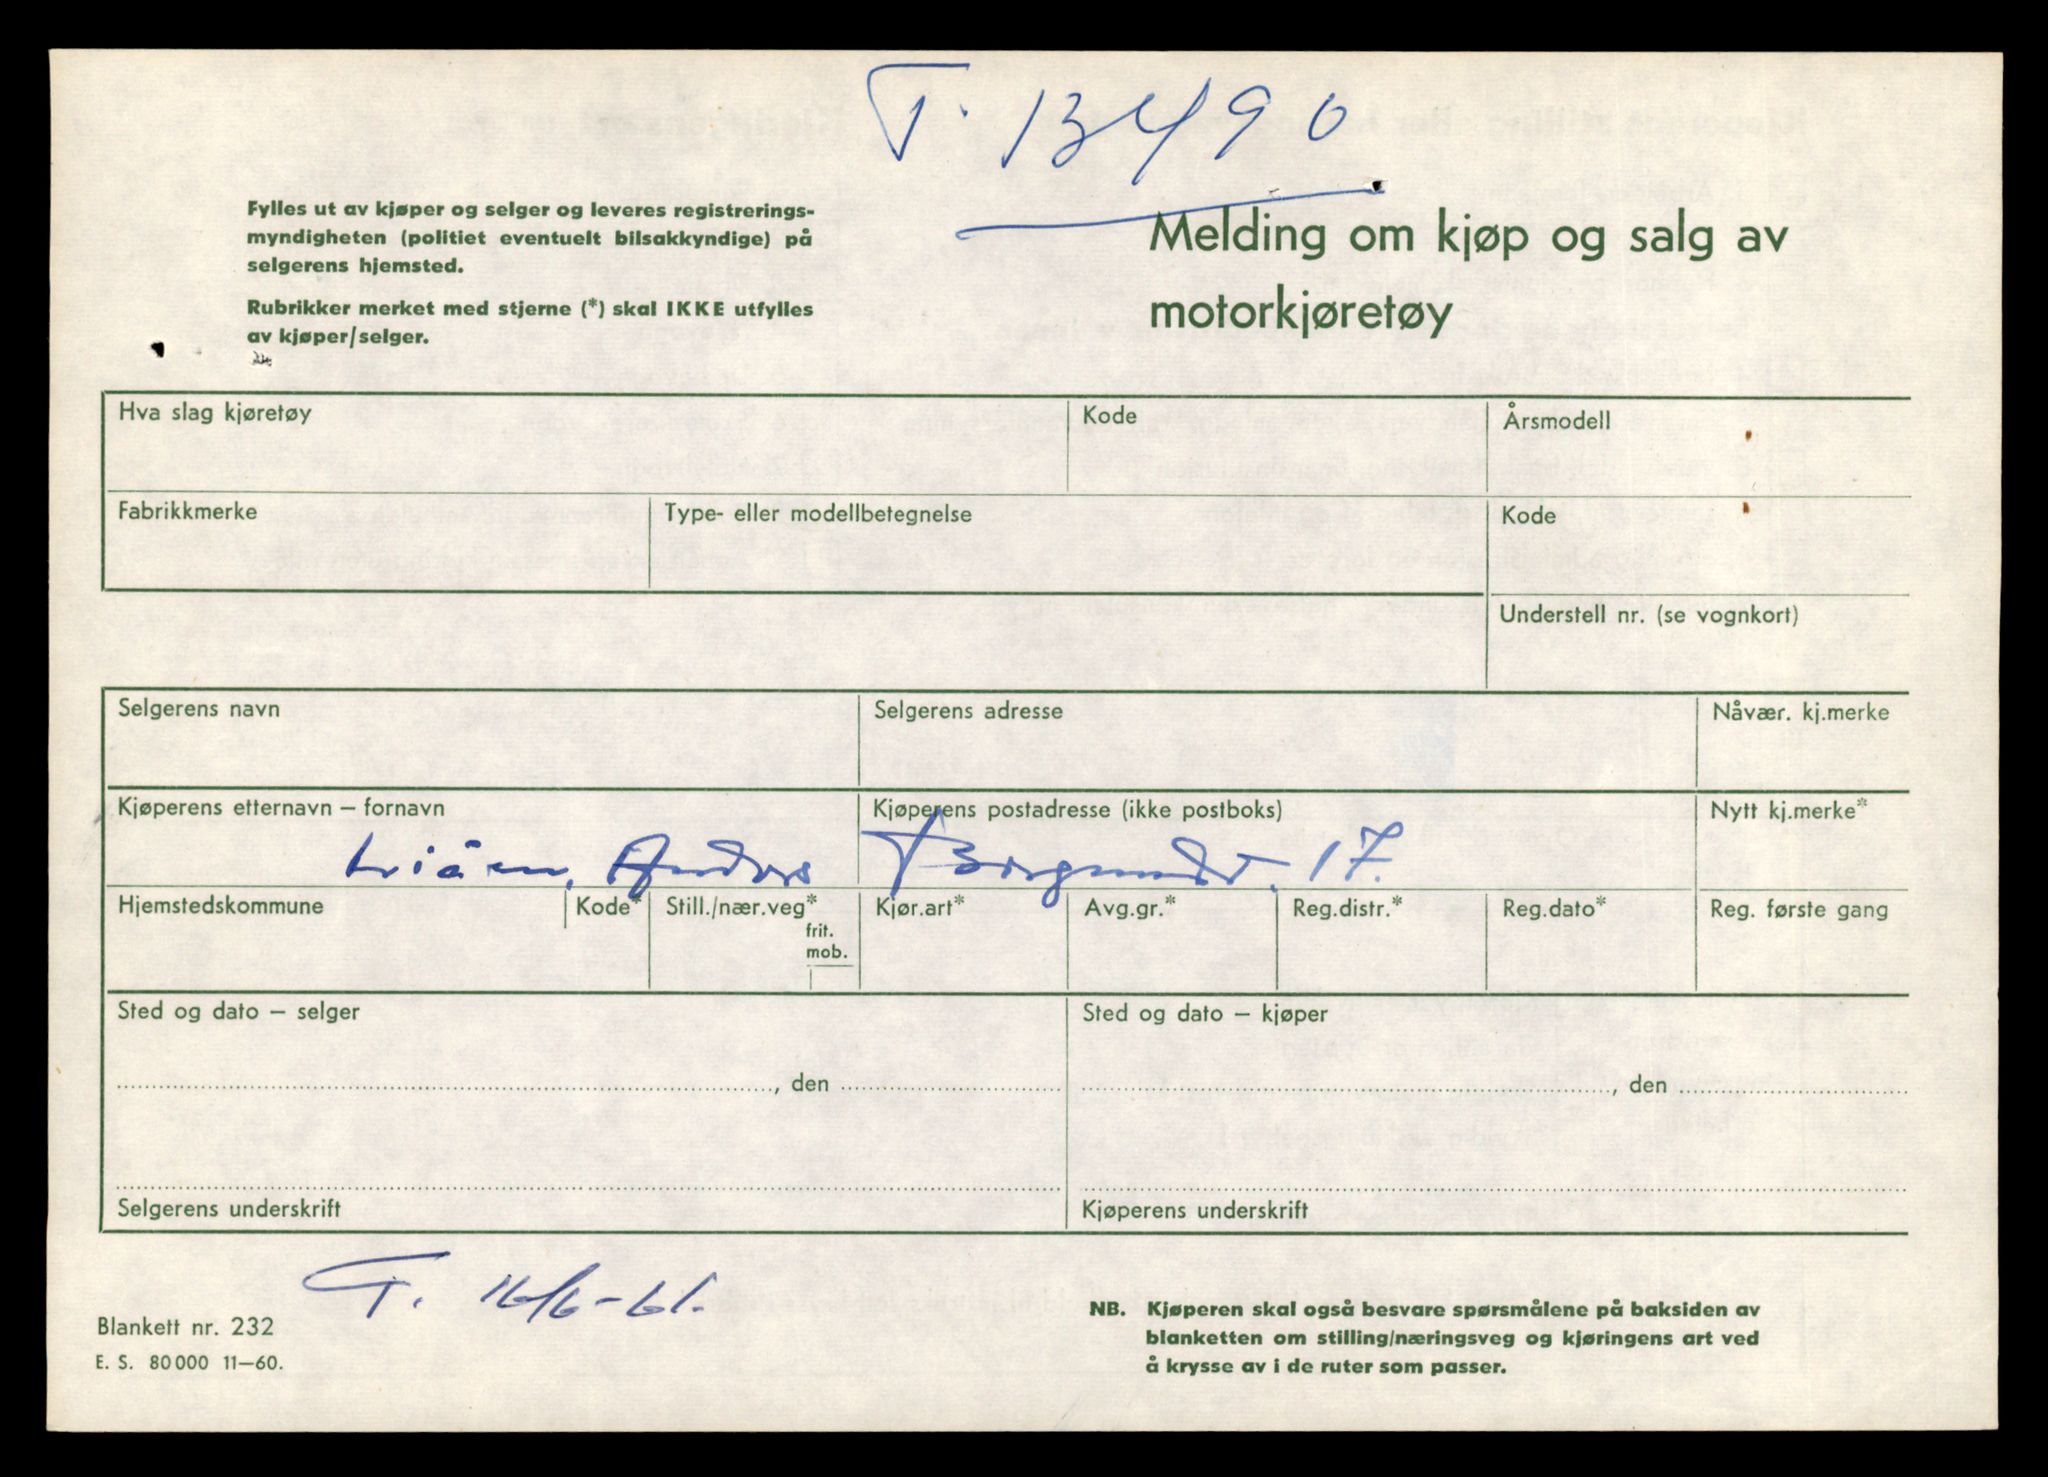 T. 13490
Fylles ut av kjøper og selger og leveres registrerings-
myndigheten (politiet eventuelt bilsakkyndige) på
selgerens hjemsted.
Rubrikker merket med stjerne (*) skal IKKE utfylles
av kjøper/selger.
Melding om kjøp og salg av
motorkjøretøy
Hva slag kjøretøy
Kode
Årsmodell
Fabrikkmerke
Type- eller modellbetegnelse
Kode
Understell nr. (se vognkort)
Selgerens navn
Selgerens adresse
Nåvær. kj.merke
Kjøperens etternavn – fornavn
Kjøperens postadresse (ikke postboks)
Nytt kj.merke*
Anders
17.
Hjemstedskommune
Kode*
Still./nær.veg*
frit.
mob.
Kjør.art*
Avg.gr.*
Reg.distr.*
Reg.dato*
Reg. første gang
Sted og dato – selger
Sted og dato – kjøper
, den
, den
Selgerens underskrift
Kjøperens underskrift
T. 16/6-61.
Blankett nr. 232
E. S. 80000 11–60.
NB. Kjøperen skal også besvare spørsmålene på baksiden av
blanketten om stilling/næringsveg og kjøringens art ved
å krysse av i de ruter som passer.